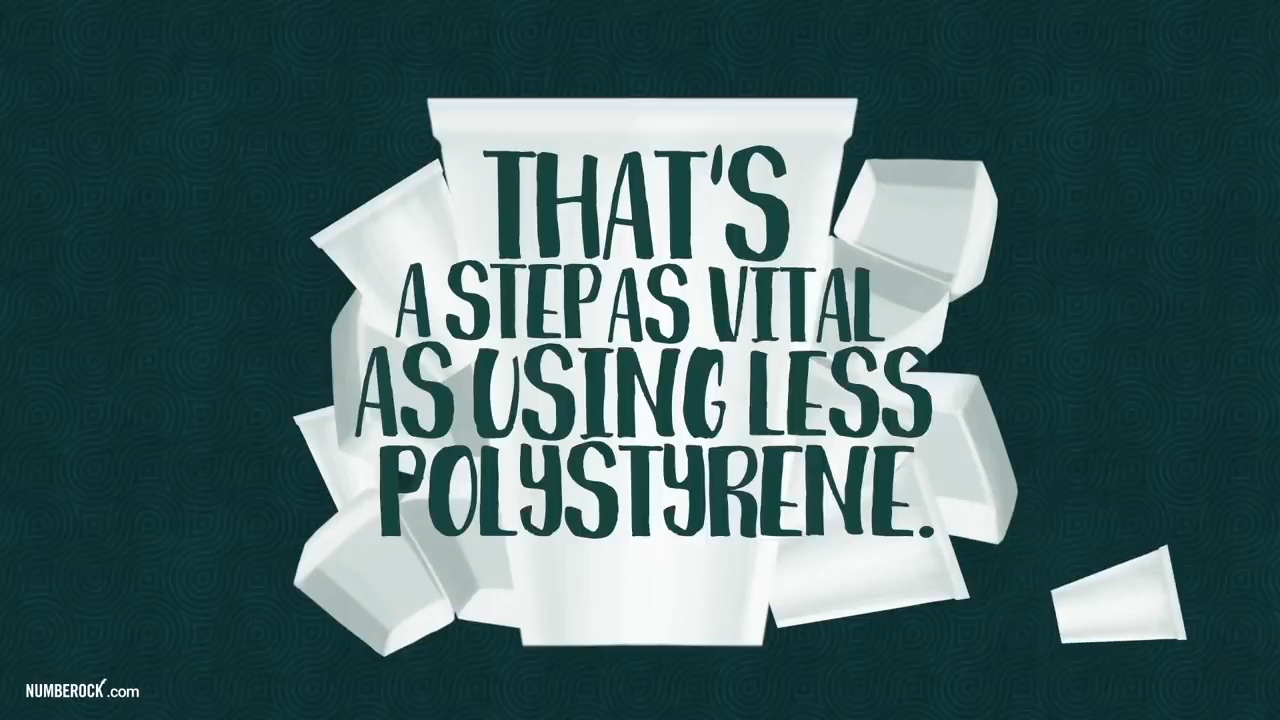 THAT'S
A STEP AS VITAL
AS USING LESS
POLYSTYRENE.
NUMBEROCK.com